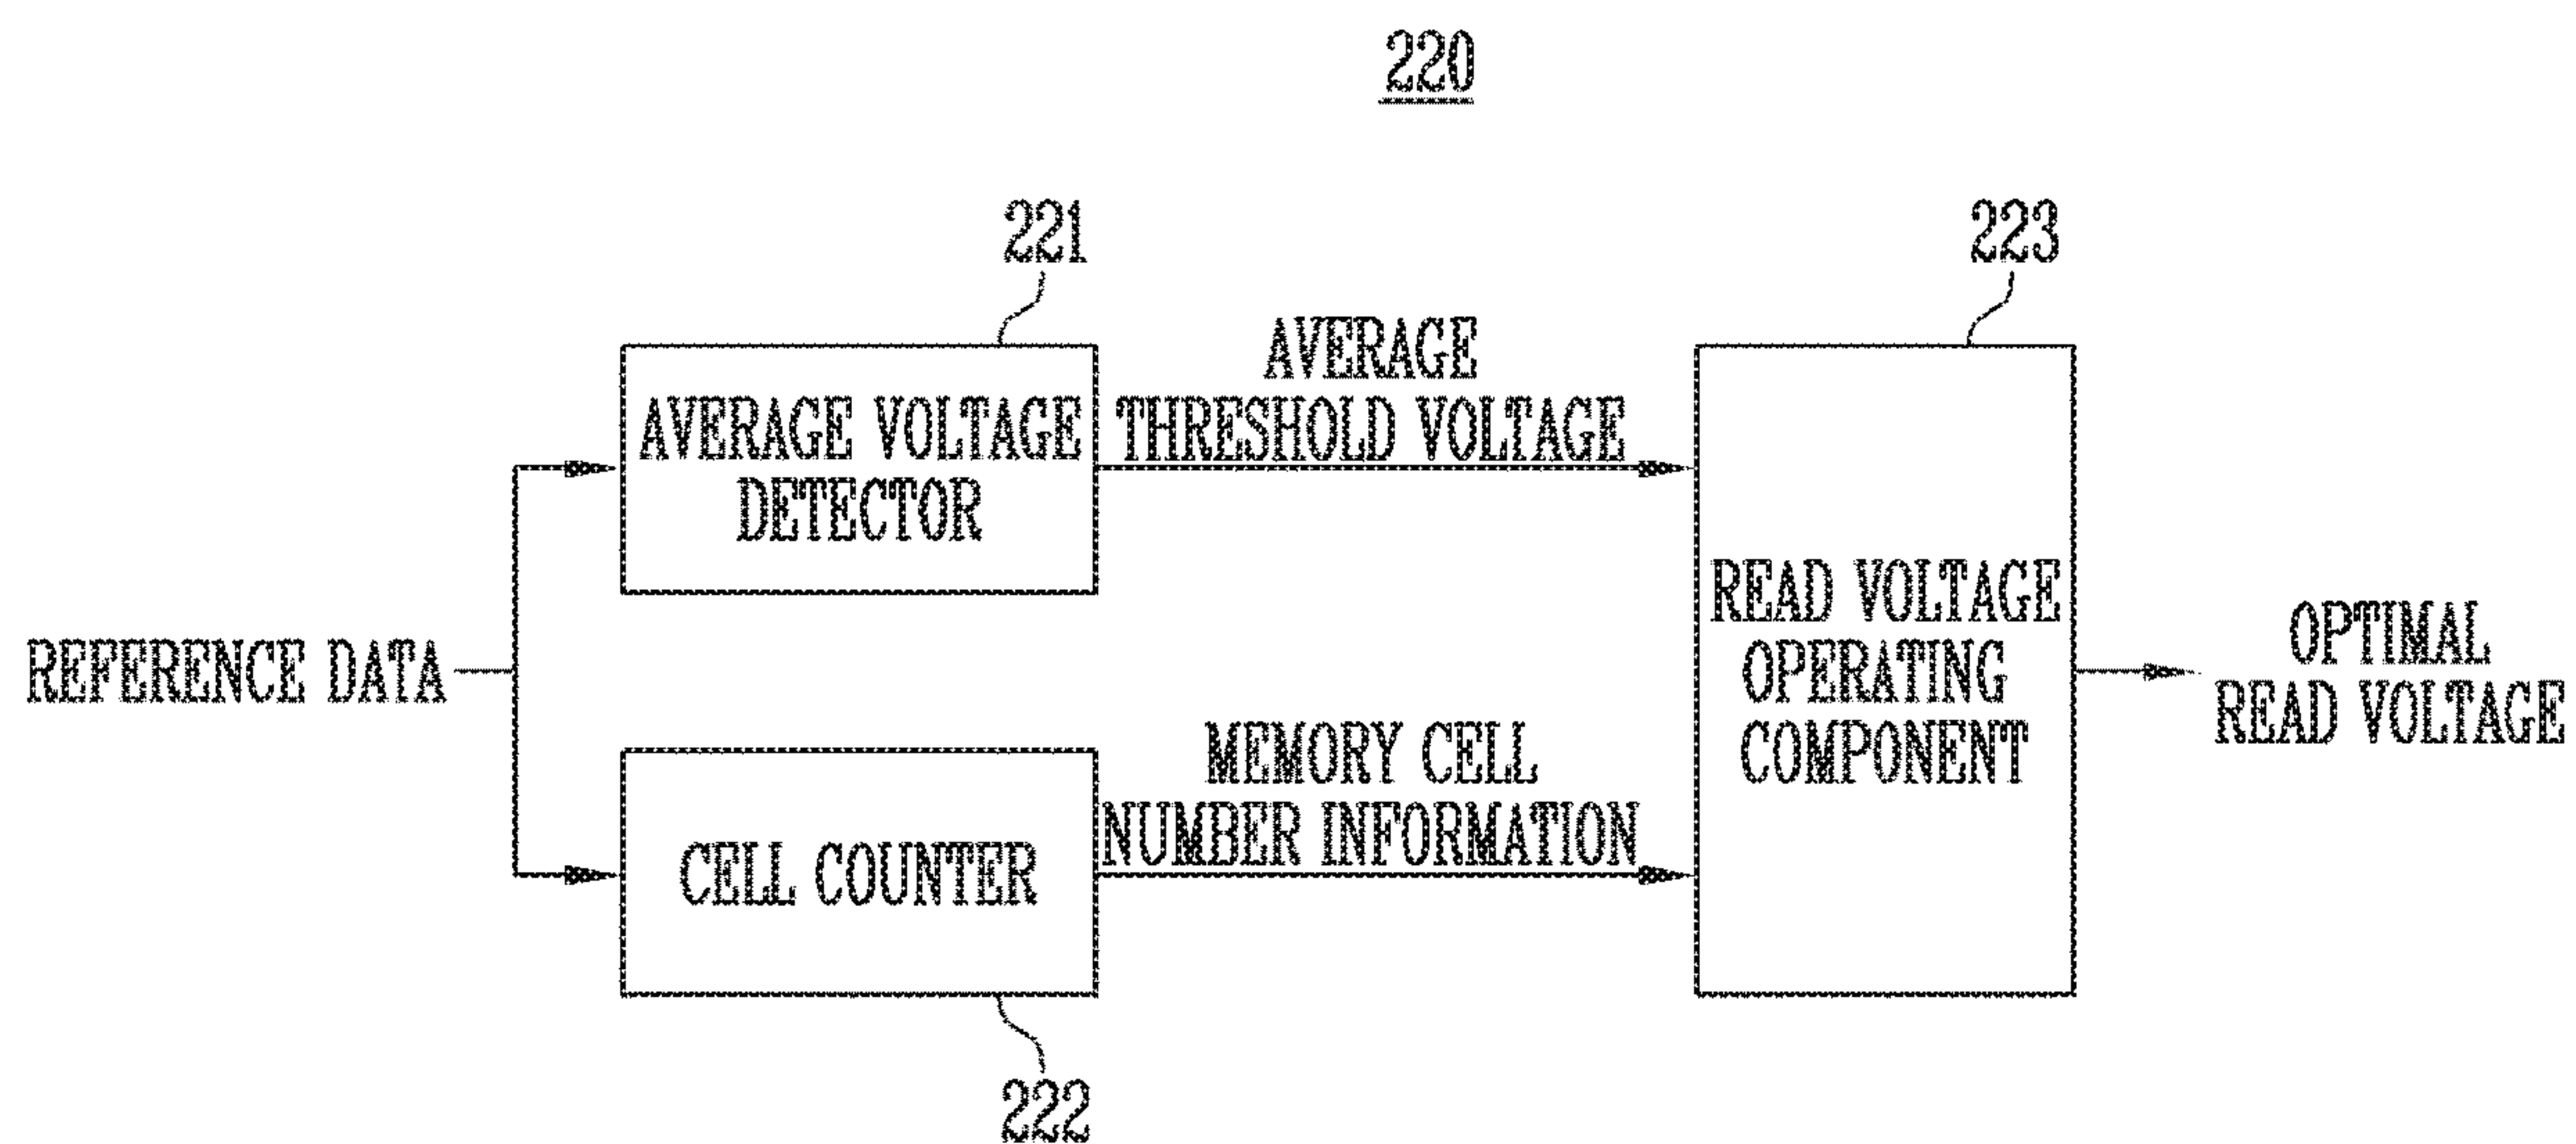 220
221
223
AVERAGE VOLTAGE
DETECTOR
AVERAGE
THRESHOLD VOLTAGE
REFERENCE DATA
CELL COUNTER
MEMORY CELL
NUMBER INFORMATION
READ VOLTAGE
OPERATING
COMPONENT
OPTIMAL
READ VOLTAGE
222